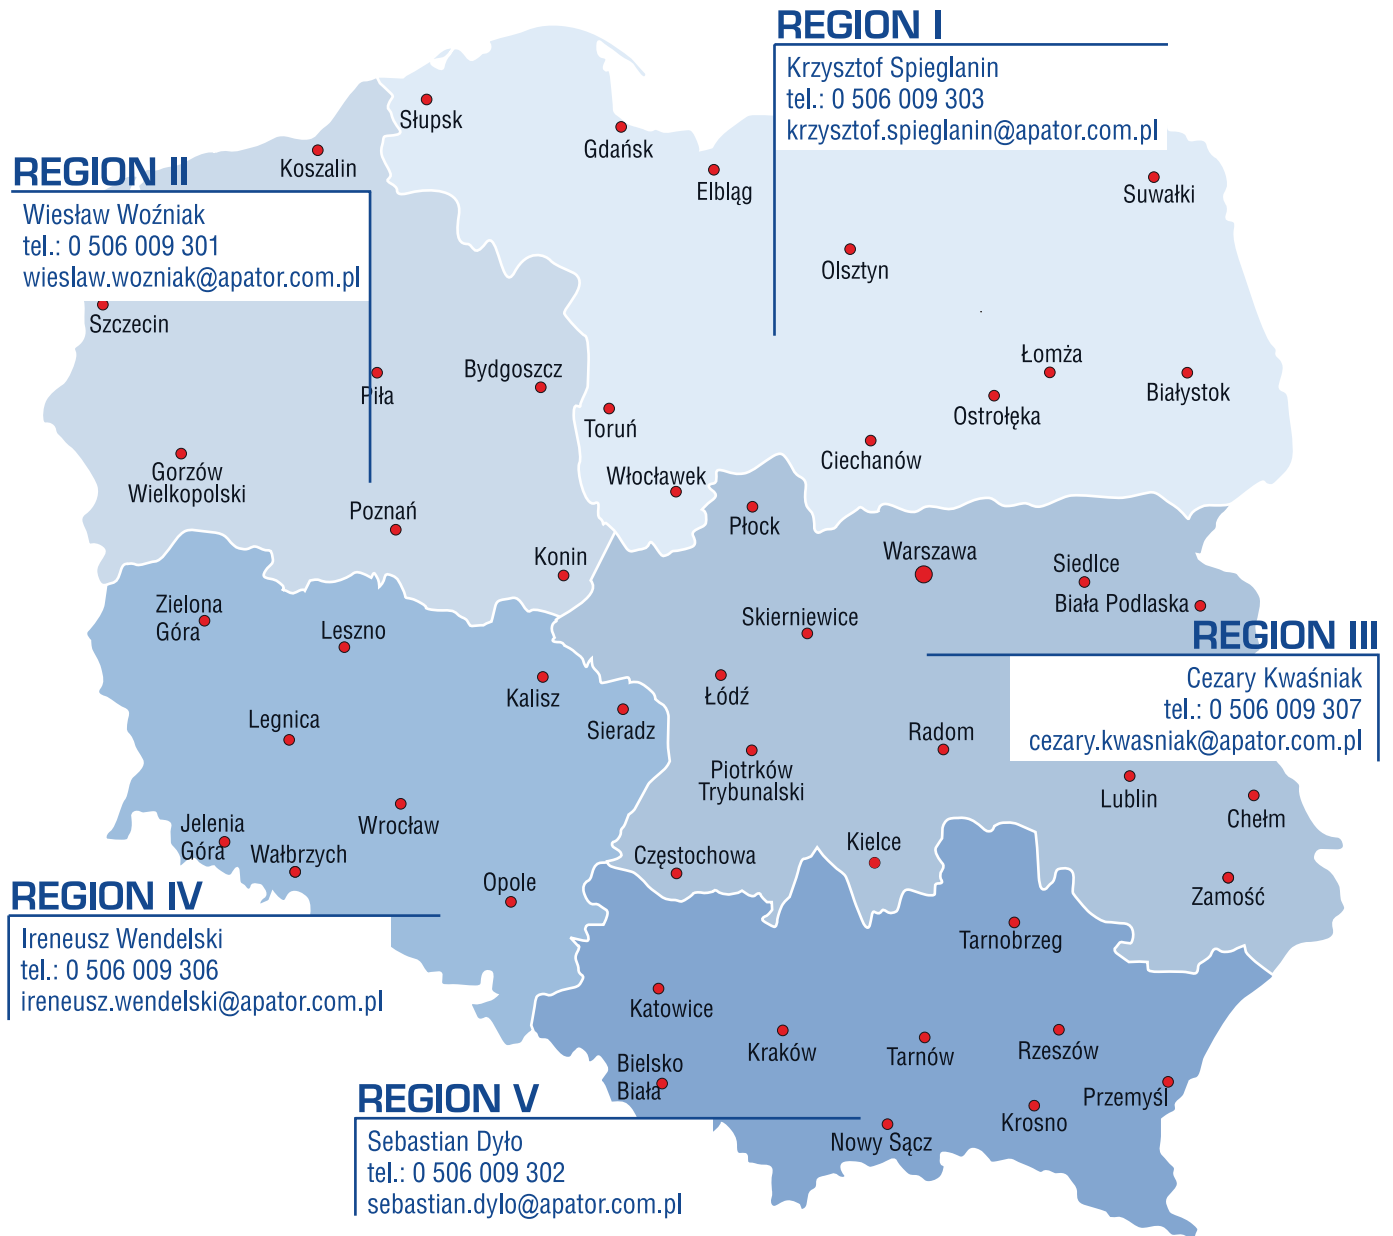 REGION I
Krzysztof Spieglanin
tel.: 0 506 009 303
krzysztof.spieglanin@apator.com.pl
Słupsk
Gdańsk
Koszalin
Elbląg
Suwałki
REGION II
Wiesław Woźniak
tel.: 0 506 009 301
wieslaw.wozniak@apator.com.pl
Olsztyn
Szczecin
Łomża
Bydgoszcz
Piła
Białystok
Ostrołęka
Toruń
Ciechanów
Gorzów
Wielkopolski
Włocławek
Poznań
Płock
Konin
Warszawa
Siedlce
Biała Podlaska
Zielona
Góra
Leszno
Skierniewice
REGION III
Cezary Kwaśniak
tel.: 0 506 009 307
cezary.kwasniak@apator.com.pl
Kalisz
Łódź
Legnica
Sieradz
Radom
Piotrków
Trybunalski
Lublin
Chełm
Jelenia
Góra
Wrocław
Wałbrzych
Częstochowa
Kielce
Opole
Zamość
REGION IV
Ireneusz Wendelski
tel.: 0 506 009 306
ireneusz.wendelski@apator.com.pl
Tarnobrzeg
Katowice
Kraków
Tarnów
Rzeszów
Bielsko
Biała
Przemyśl
Krosno
Nowy Sącz
REGION V
Sebastian Dyło
tel.: 0 506 009 302
sebastian.dylo@apator.com.pl